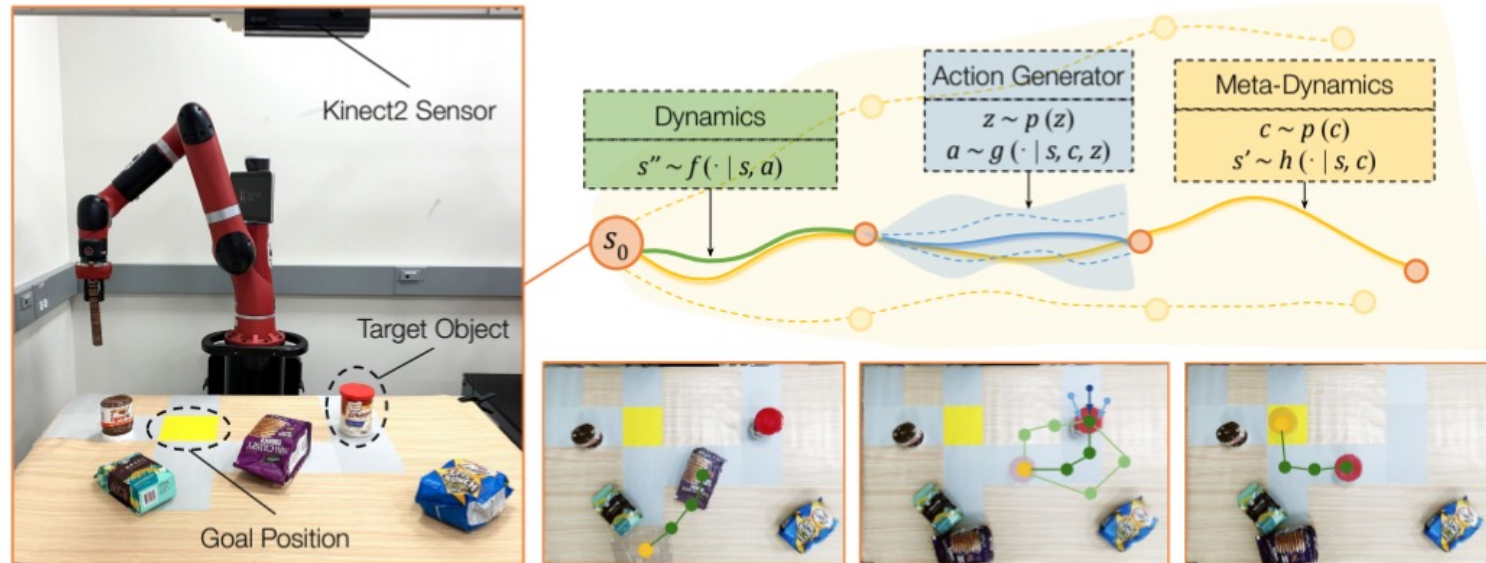 Kinect2 Sensor
Target Object
Goal Position
s₀
Dynamics
s″ ~ f (· | s, a)
Action Generator
z ~ p (z)
a ~ g (· | s, c, z)
Meta-Dynamics
c ~ p (c)
s′ ~ h (· | s, c)